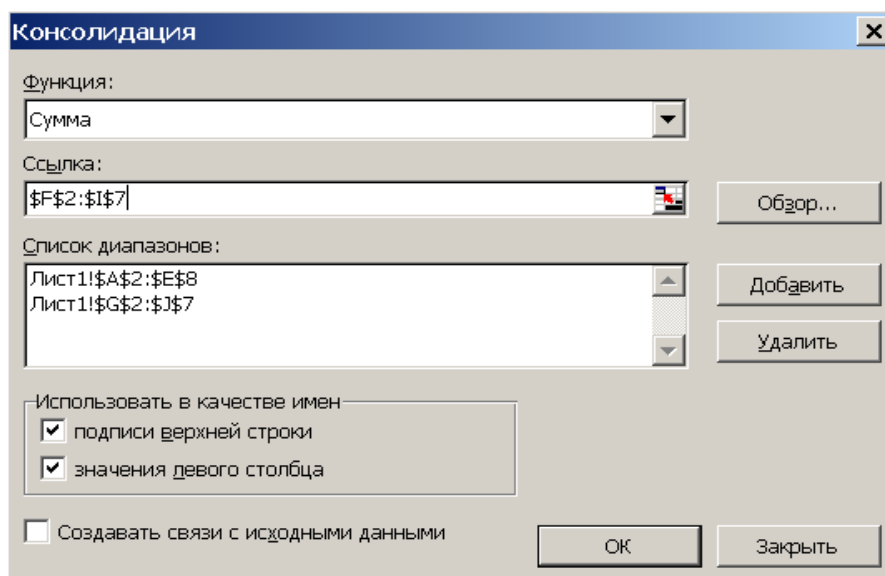 Консолидация
Функция:
Сумма
Ссылка:
$F$2:$I$7
Обзор...
Список диапазонов:
Лист1!$A$2:$E$8
Лист1!$G$2:$J$7
Добавить
Удалить
Использовать в качестве имен
подписи верхней строки
значения левого столбца
Создавать связи с исходными данными
ОК
Закрыть